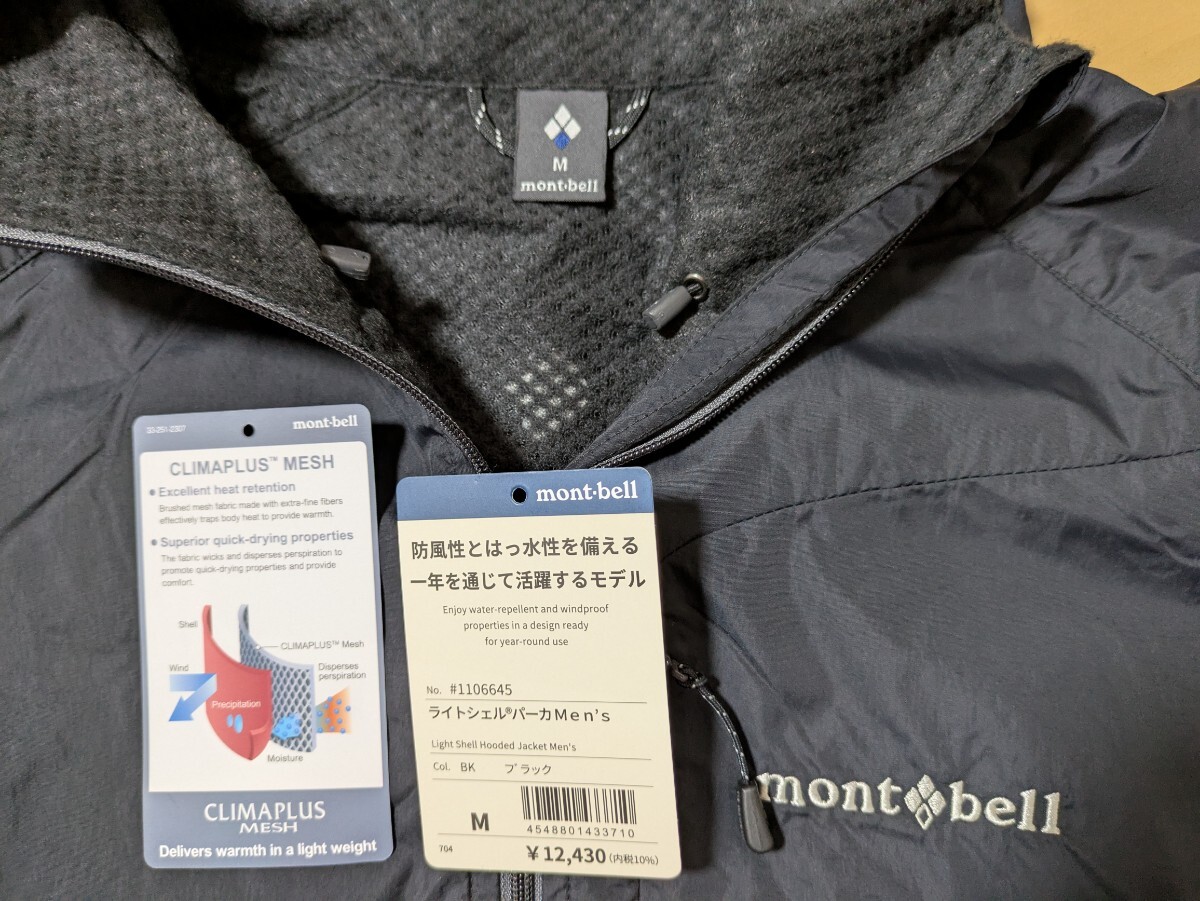 M
mont·bell
33-251-2307
mont·bell
CLIMAPLUS™ MESH
Excellent heat retention
Brushed mesh fabric made with extra-fine fibers
effectively traps body heat to provide warmth.
Superior quick-drying properties
The fabric wicks and disperses perspiration to
promote quick-drying properties and provide
comfort.
Shell
CLIMAPLUS™ Mesh
Wind
Disperses
perspiration
Precipitation
Moisture
CLIMAPLUS
MESH
Delivers warmth in a light weight
mont·bell
防風性とはっ水性を備える
一年を通じて活躍するモデル
Enjoy water-repellent and windproof
properties in a design ready
for year-round use
No. #1106645
ライトシェル®パーカ Men's
Light Shell Hooded Jacket Men's
Col. BK ブラック
M
4548801433710
704
¥12,430(内税10%)
mont bell